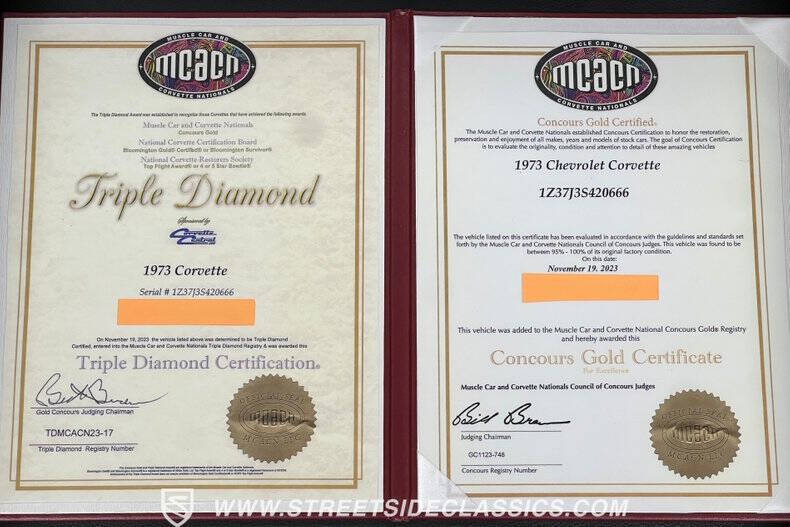 MUSCLE CAR AND
mcacn
CORVETTE NATIONALS
The Triple Diamond Award was established to recognize those Corvettes that have achieved the following awards
Muscle Car and Corvette Nationals
Concours Gold
National Corvette Certification Board
Bloomington Gold® Certified® or Bloomington Survivor®
National Corvette Restorers Society
Top Flight Award® or 4 or 5 Star Bowtie®
Triple Diamond
Sponsored by
Corvette
Central
1973 Corvette
Serial # 1Z37J3S420666
On November 19, 2023 the vehicle listed above was determined to be Triple Diamond
Certified, entered into the Muscle Car and Corvette Nationals Triple Diamond Registry & was awarded this
Triple Diamond Certification®
Gold Concours Judging Chairman
TDMCACN23-17
Triple Diamond Registry Number
OFFICIAL SEAL
mcacn
MCACN LLC
MUSCLE CAR AND
mcacn
CORVETTE NATIONALS
Concours Gold Certified®
The Muscle Car and Corvette Nationals established Concours Certification to honor the restoration,
preservation and enjoyment of all makes, years and models of stock cars. The goal of Concours Certification
is to evaluate the originality, condition and attention to detail of these amazing vehicles
1973 Chevrolet Corvette
1Z37J3S420666
The vehicle listed on this certificate has been evaluated in accordance with the guidelines and standards set
forth by the Muscle Car and Corvette Nationals Council of Concours Judges. This vehicle was found to be
between 95% - 100% of its original factory condition.
On this date:
November 19, 2023
This vehicle was added to the Muscle Car and Corvette National Concours Gold® Registry
and hereby awarded this
Concours Gold Certificate
For Excellence
Muscle Car and Corvette Nationals Council of Concours Judges
Judging Chairman
GC1123-748
Concours Registry Number
OFFICIAL SEAL
mcacn
MCACN LLC
WWW.STREETSIDECLASSICS.COM